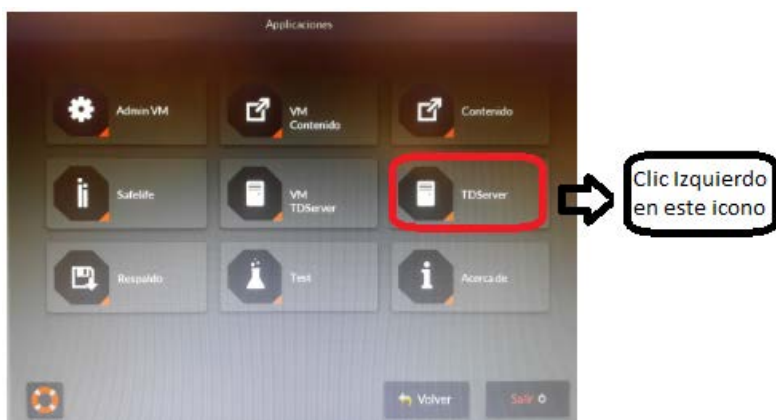 Applicaciones
Admin VM
VM
Contenido
Contenido
Safelife
VM
TDServer
TDServer
Clic Izquierdo
en este icono
Respaldo
Test
Acerca de
Volver
Salir